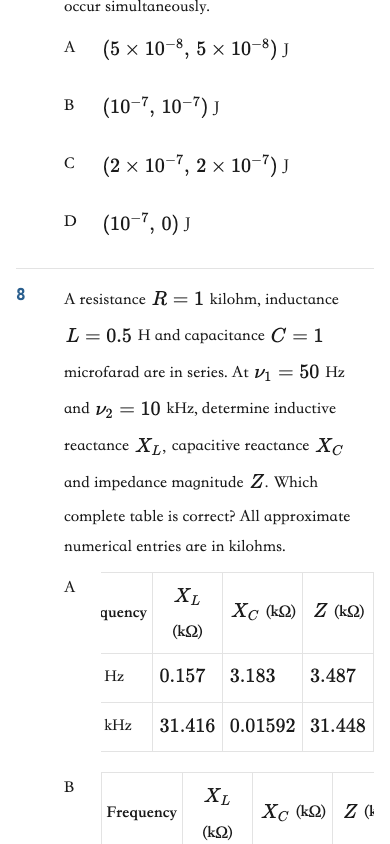 occur simultaneously.
A (5 × 10⁻⁸, 5 × 10⁻⁸) J
B (10⁻⁷, 10⁻⁷) J
C (2 × 10⁻⁷, 2 × 10⁻⁷) J
D (10⁻⁷, 0) J
8 A resistance R = 1 kilohm, inductance
L = 0.5 H and capacitance C = 1
microfarad are in series. At ν₁ = 50 Hz
and ν₂ = 10 kHz, determine inductive
reactance X_L, capacitive reactance X_C
and impedance magnitude Z. Which
complete table is correct? All approximate
numerical entries are in kilohms.
A
quency X_L (kΩ) X_C (kΩ) Z (kΩ)
Hz 0.157 3.183 3.487
kHz 31.416 0.01592 31.448
B
Frequency X_L (kΩ) X_C (kΩ) Z (k